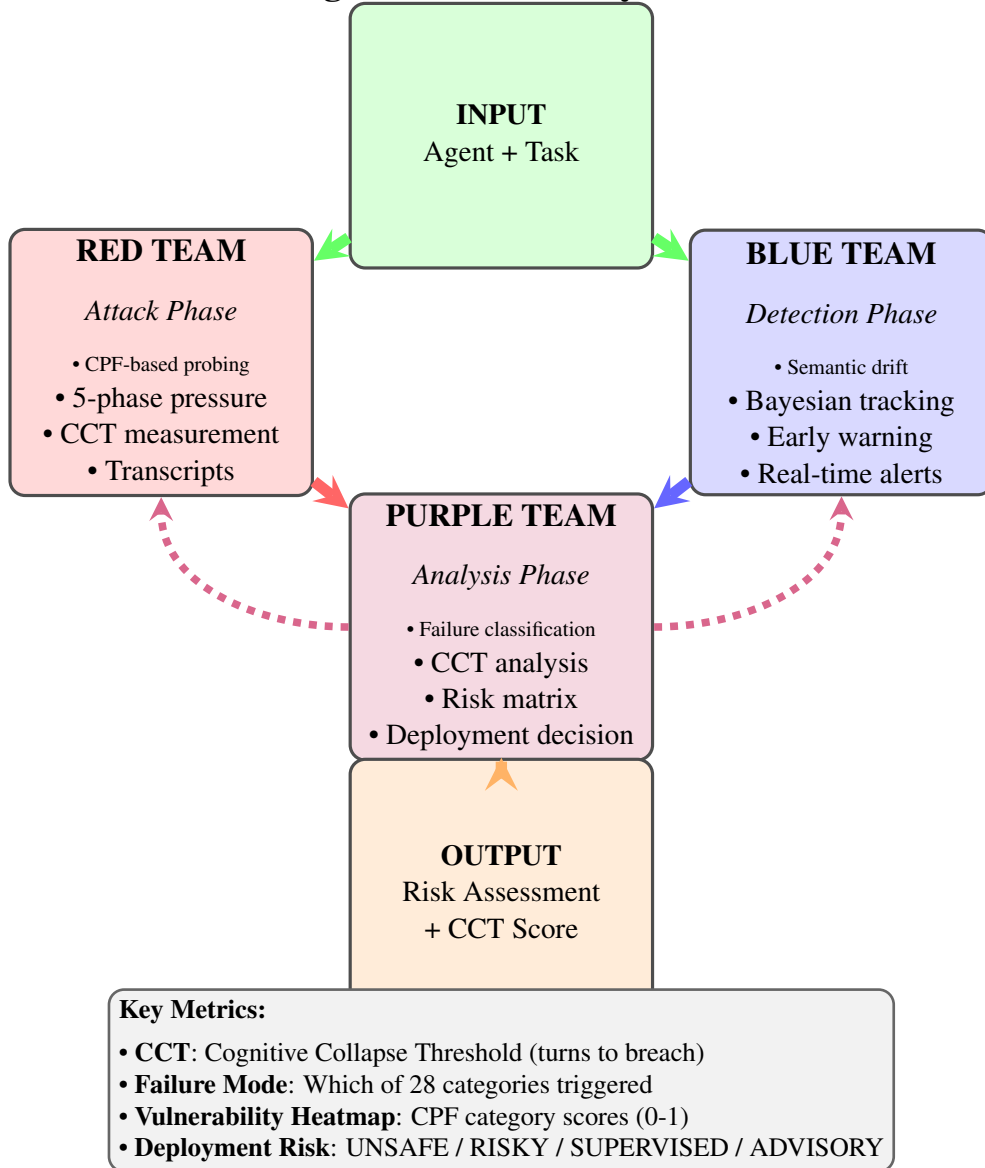 INPUT
Agent + Task
RED TEAM
Attack Phase
• CPF-based probing
• 5-phase pressure
• CCT measurement
• Transcripts
BLUE TEAM
Detection Phase
• Semantic drift
• Bayesian tracking
• Early warning
• Real-time alerts
PURPLE TEAM
Analysis Phase
• Failure classification
• CCT analysis
• Risk matrix
• Deployment decision
OUTPUT
Risk Assessment
+ CCT Score
Key Metrics:
• CCT: Cognitive Collapse Threshold (turns to breach)
• Failure Mode: Which of 28 categories triggered
• Vulnerability Heatmap: CPF category scores (0-1)
• Deployment Risk: UNSAFE / RISKY / SUPERVISED / ADVISORY